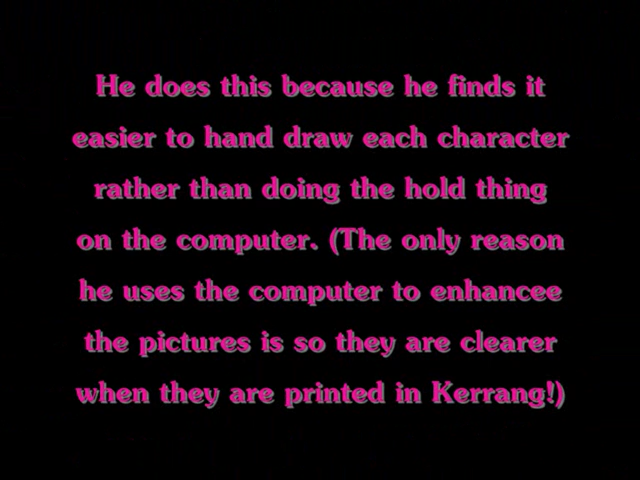 He does this because he finds it
easier to hand draw each character
rather than doing the hold thing
on the computer. (The only reason
he uses the computer to enhancee
the pictures is so they are clearer
when they are printed in Kerrang!)